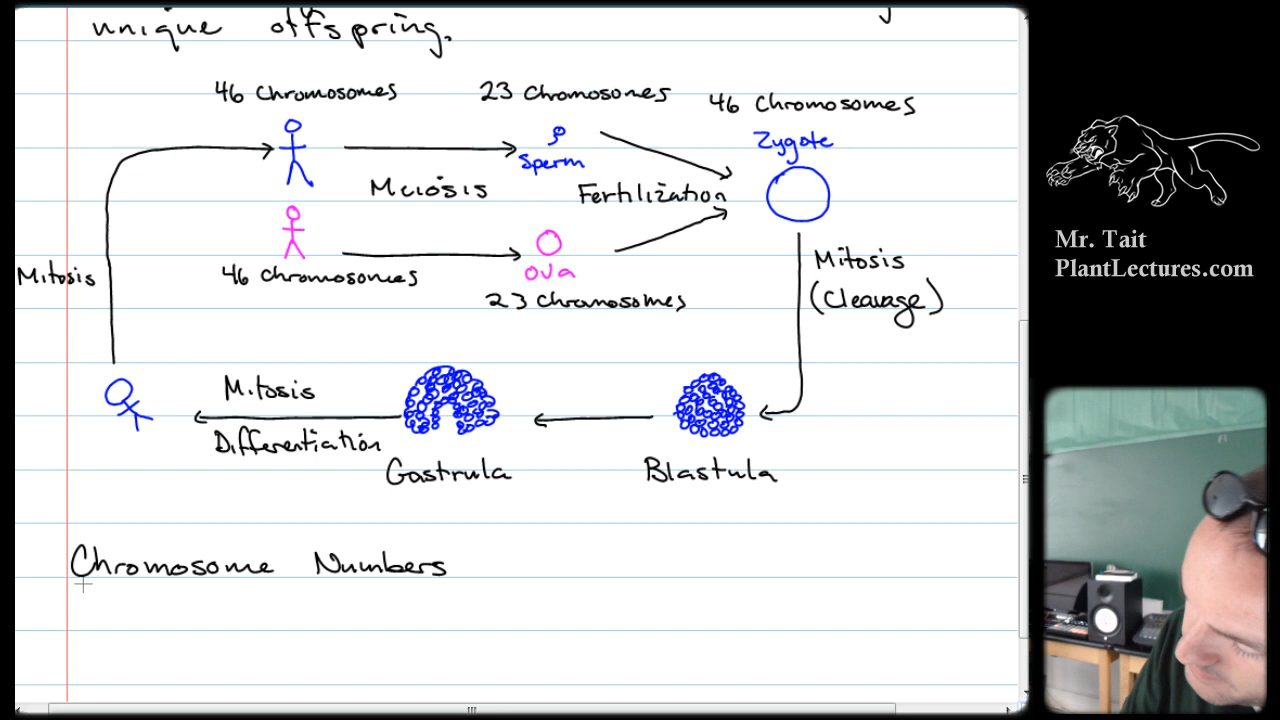 unique offspring.
46 Chromosomes
23 Chromosones
46 Chromosomes
Zygote
Sperm
Meiosis
Fertilization
Mitosis
46 Chromosomes
Ova
23 Chromosomes
Mitosis
(Cleavage)
Mitosis
Differentiation
Gastrula
Blastula
Chromosome Numbers
Mr. Tait
PlantLectures.com